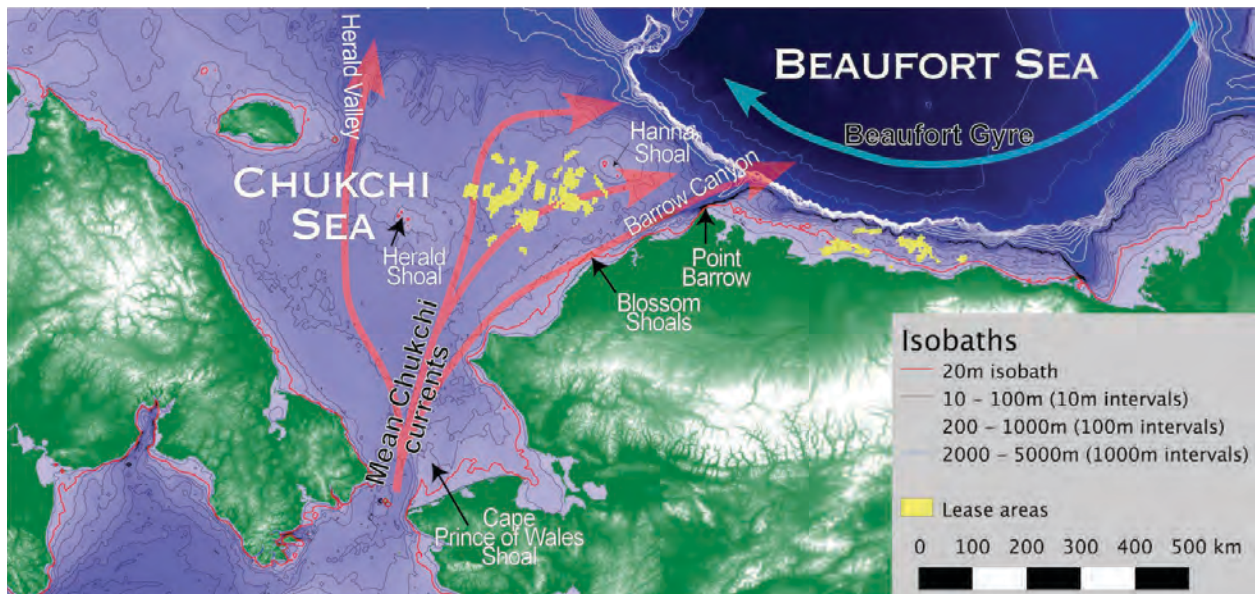 Herald Valley
BEAUFORT SEA
Beaufort Gyre
Hanna
Shoal
CHUKCHI
SEA
Barrow Canyon
Herald
Shoal
Point
Barrow
Blossom
Shoals
Mean Chukchi
currents
Cape
Prince of Wales
Shoal
Isobaths
20m isobath
10 – 100m (10m intervals)
200 – 1000m (100m intervals)
2000 – 5000m (1000m intervals)
Lease areas
0 100 200 300 400 500 km